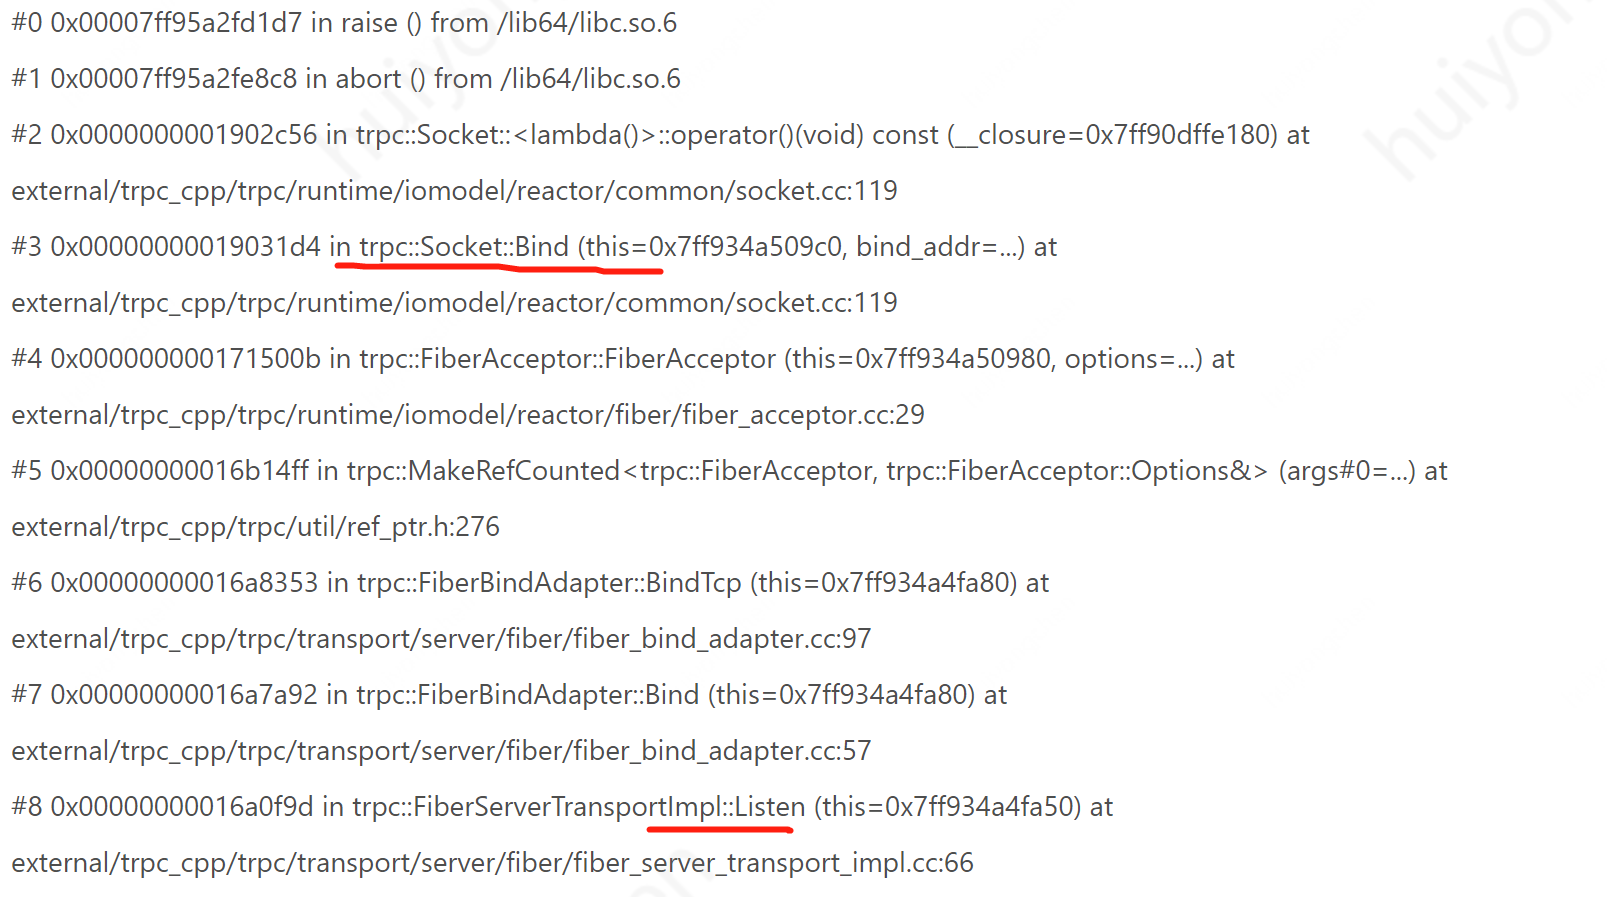 #0 0x00007ff95a2fd1d7 in raise () from /lib64/libc.so.6
#1 0x00007ff95a2fe8c8 in abort () from /lib64/libc.so.6
#2 0x0000000001902c56 in trpc::Socket::<lambda()>::operator()(void) const (__closure=0x7ff90dffe180) at
external/trpc_cpp/trpc/runtime/iomodel/reactor/common/socket.cc:119
#3 0x00000000019031d4 in trpc::Socket::Bind (this=0x7ff934a509c0, bind_addr=...) at
external/trpc_cpp/trpc/runtime/iomodel/reactor/common/socket.cc:119
#4 0x000000000171500b in trpc::FiberAcceptor::FiberAcceptor (this=0x7ff934a50980, options=...) at
external/trpc_cpp/trpc/runtime/iomodel/reactor/fiber/fiber_acceptor.cc:29
#5 0x00000000016b14ff in trpc::MakeRefCounted<trpc::FiberAcceptor, trpc::FiberAcceptor::Options&> (args#0=...) at
external/trpc_cpp/trpc/util/ref_ptr.h:276
#6 0x00000000016a8353 in trpc::FiberBindAdapter::BindTcp (this=0x7ff934a4fa80) at
external/trpc_cpp/trpc/transport/server/fiber/fiber_bind_adapter.cc:97
#7 0x00000000016a7a92 in trpc::FiberBindAdapter::Bind (this=0x7ff934a4fa80) at
external/trpc_cpp/trpc/transport/server/fiber/fiber_bind_adapter.cc:57
#8 0x00000000016a0f9d in trpc::FiberServerTransportImpl::Listen (this=0x7ff934a4fa50) at
external/trpc_cpp/trpc/transport/server/fiber/fiber_server_transport_impl.cc:66